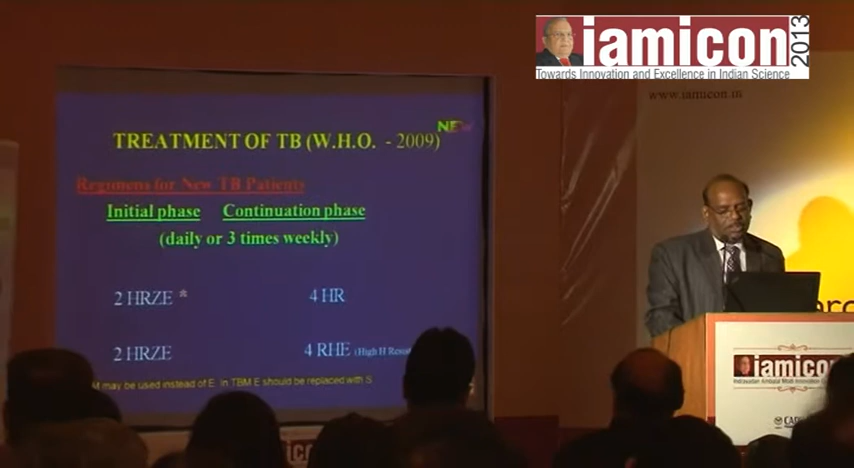 iamicon
2013
Towards Innovation and Excellence in Indian Science
www.iamicon.in
NEW
TREATMENT OF TB (W.H.O. - 2009)
Regimens for New TB Patients
Initial phase Continuation phase
(daily or 3 times weekly)
2 HRZE * 4 HR
2 HRZE 4 RHE (High H
may be used instead of E. in TBM E should be replaced with S
iamicon